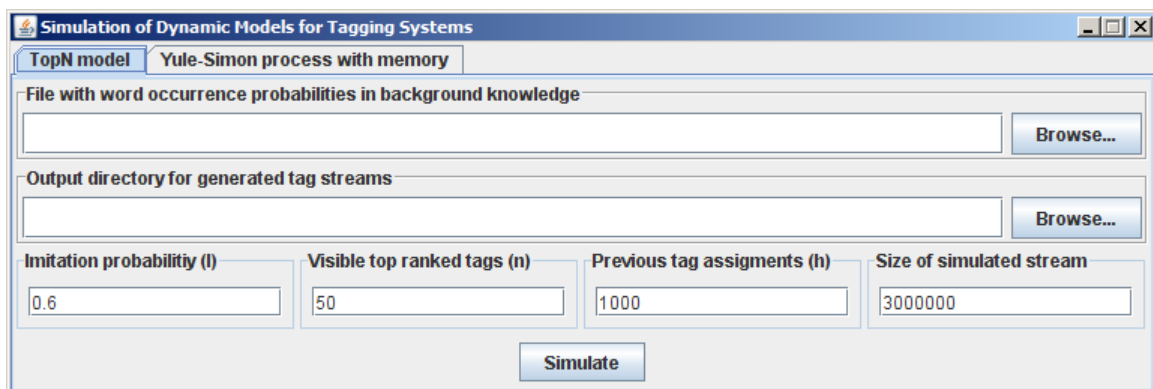 Simulation of Dynamic Models for Tagging Systems
TopN model Yule-Simon process with memory
File with word occurrence probabilities in background knowledge
Browse...
Output directory for generated tag streams
Browse...
Imitation probabilitiy (I) Visible top ranked tags (n) Previous tag assigments (h) Size of simulated stream
0.6 50 1000 3000000
Simulate